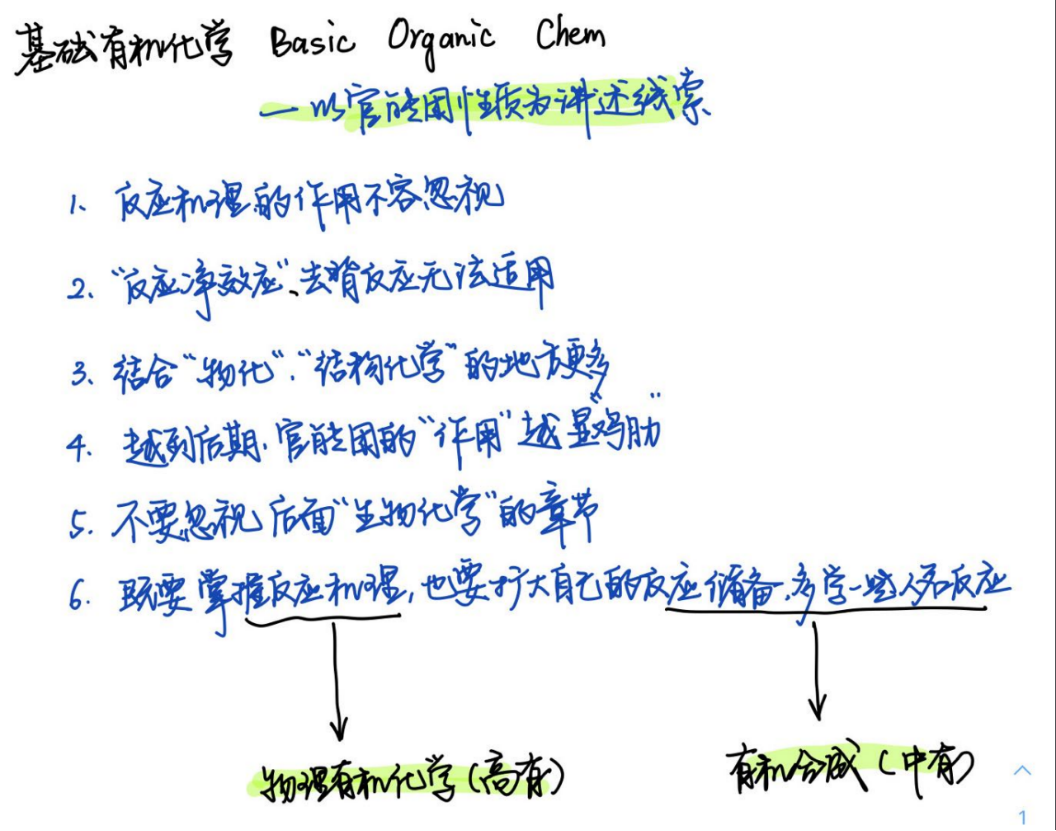 基础有机化学 Basic Organic Chem
—以官能团性质为讲述线索
1、反应机理的作用不容忽视
2、“反应净效应”、去背反应无法适用
3、结合“物化”、“结构化学”的地方更多
4、越到后期,官能团的“作用”越显“鸡肋”
5、不要忽视后面“生物化学”的章节
6、既要掌握反应机理,也要扩大自己的反应储备,多学一些人名反应
物理有机化学(高有)
有机合成(中有)
1